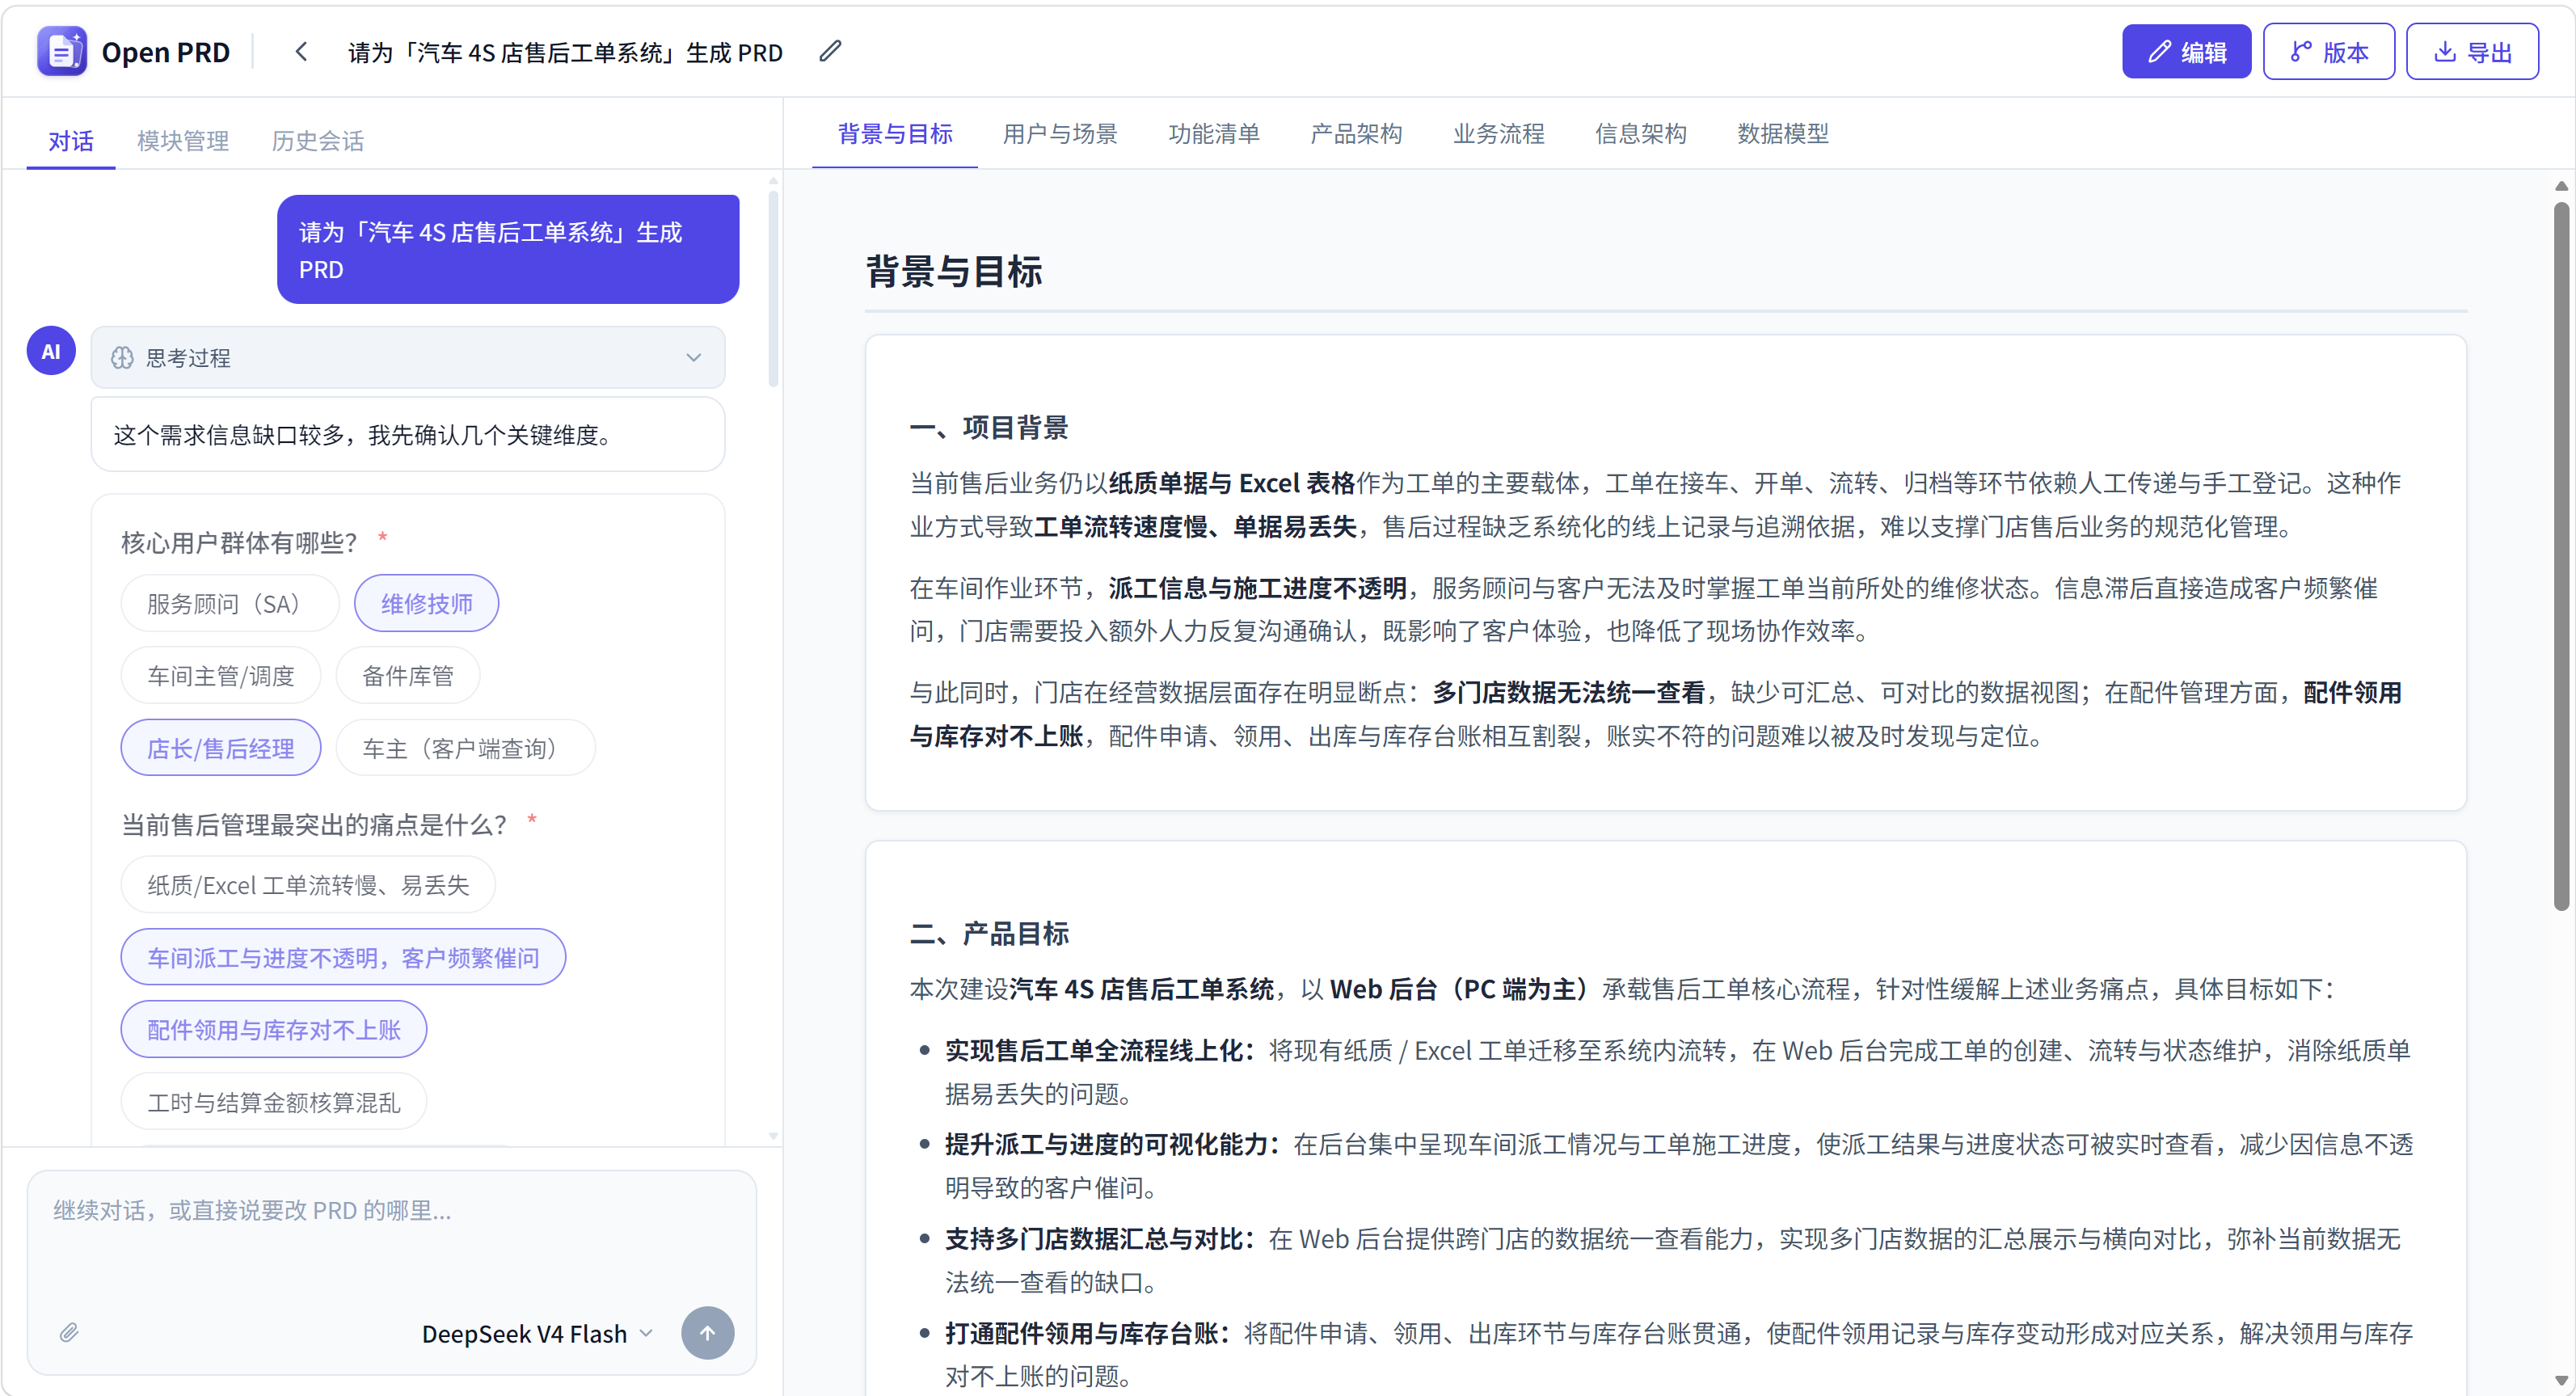 Open PRD
请为「汽车 4S 店售后工单系统」生成 PRD
编辑
版本
导出
对话
模块管理
历史会话
请为「汽车 4S 店售后工单系统」生成
PRD
AI
思考过程
这个需求信息缺口较多，我先确认几个关键维度。
核心用户群体有哪些？ *
服务顾问（SA）
维修技师
车间主管/调度
备件库管
店长/售后经理
车主（客户端查询）
当前售后管理最突出的痛点是什么？ *
纸质/Excel 工单流转慢、易丢失
车间派工与进度不透明，客户频繁催问
配件领用与库存对不上账
工时与结算金额核算混乱
继续对话，或直接说要改 PRD 的哪里...
DeepSeek V4 Flash
背景与目标
用户与场景
功能清单
产品架构
业务流程
信息架构
数据模型
背景与目标
一、项目背景
当前售后业务仍以纸质单据与 Excel 表格作为工单的主要载体，工单在接车、开单、流转、归档等环节依赖人工传递与手工登记。这种作
业方式导致工单流转速度慢、单据易丢失，售后过程缺乏系统化的线上记录与追溯依据，难以支撑门店售后业务的规范化管理。
在车间作业环节，派工信息与施工进度不透明，服务顾问与客户无法及时掌握工单当前所处的维修状态。信息滞后直接造成客户频繁催
问，门店需要投入额外人力反复沟通确认，既影响了客户体验，也降低了现场协作效率。
与此同时，门店在经营数据层面存在明显断点：多门店数据无法统一查看，缺少可汇总、可对比的数据视图；在配件管理方面，配件领用
与库存对不上账，配件申请、领用、出库与库存台账相互割裂，账实不符的问题难以被及时发现与定位。
二、产品目标
本次建设汽车 4S 店售后工单系统，以 Web 后台（PC 端为主）承载售后工单核心流程，针对性缓解上述业务痛点，具体目标如下：
• 实现售后工单全流程线上化：将现有纸质 / Excel 工单迁移至系统内流转，在 Web 后台完成工单的创建、流转与状态维护，消除纸质单
据易丢失的问题。
• 提升派工与进度的可视化能力：在后台集中呈现车间派工情况与工单施工进度，使派工结果与进度状态可被实时查看，减少因信息不透
明导致的客户催问。
• 支持多门店数据汇总与对比：在 Web 后台提供跨门店的数据统一查看能力，实现多门店数据的汇总展示与横向对比，弥补当前数据无
法统一查看的缺口。
• 打通配件领用与库存台账：将配件申请、领用、出库环节与库存台账贯通，使配件领用记录与库存变动形成对应关系，解决领用与库存
对不上账的问题。